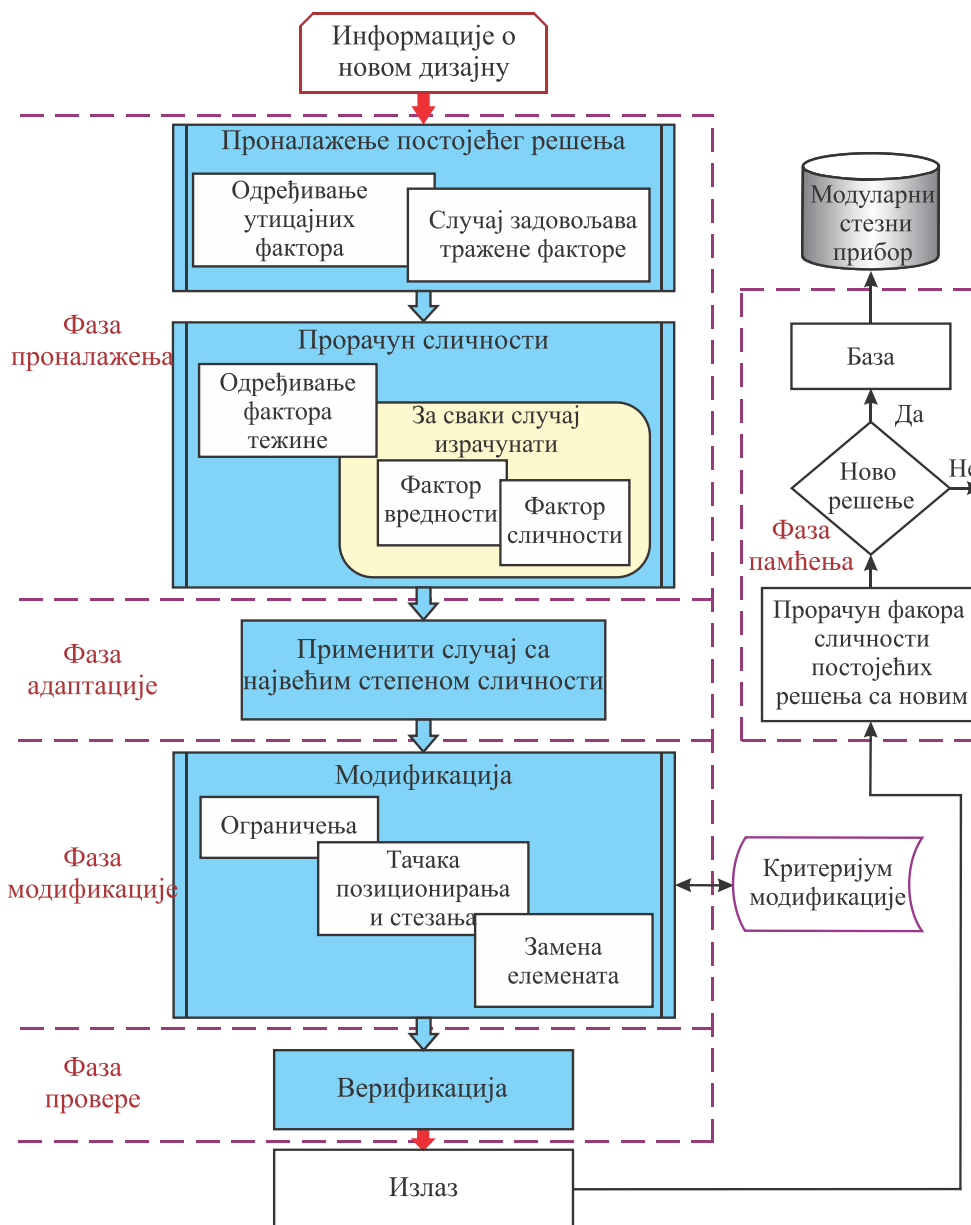 Информације о
новом дизајну
Проналажење постојећег решења
Одређивање
утицајних
фактора
Случај задовољава
тражене факторе
Фаза
проналажења
Прорачун сличности
Одређивање
фактора
тежине
За сваки случај
израчунати
Фактор
вредности
Фактор
сличности
Фаза
адаптације
Применити случај са
највећим степеном сличности
Фаза
модификације
Модификација
Ограничења
Тачака
позиционирања
и стезања
Замена
елемената
Критеријум
модификације
Фаза
провере
Верификација
Излаз
Модуларни
стезни
прибор
База
Да
Ново
решење
Не
Фаза
памћења
Прорачун факора
сличности
постојећих
решења са новим